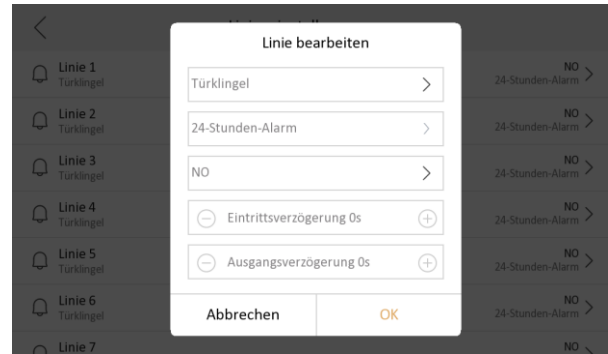 Linie bearbeiten
Türklingel
24-Stunden-Alarm
NO
Eintrittsverzögerung 0s
Ausgangsverzögerung 0s
Abbrechen OK
Linie 1
Türklingel
NO
24-Stunden-Alarm
Linie 2
Türklingel
NO
24-Stunden-Alarm
Linie 3
Türklingel
NO
24-Stunden-Alarm
Linie 4
Türklingel
NO
24-Stunden-Alarm
Linie 5
Türklingel
NO
24-Stunden-Alarm
Linie 6
Türklingel
NO
24-Stunden-Alarm
Linie 7
NO